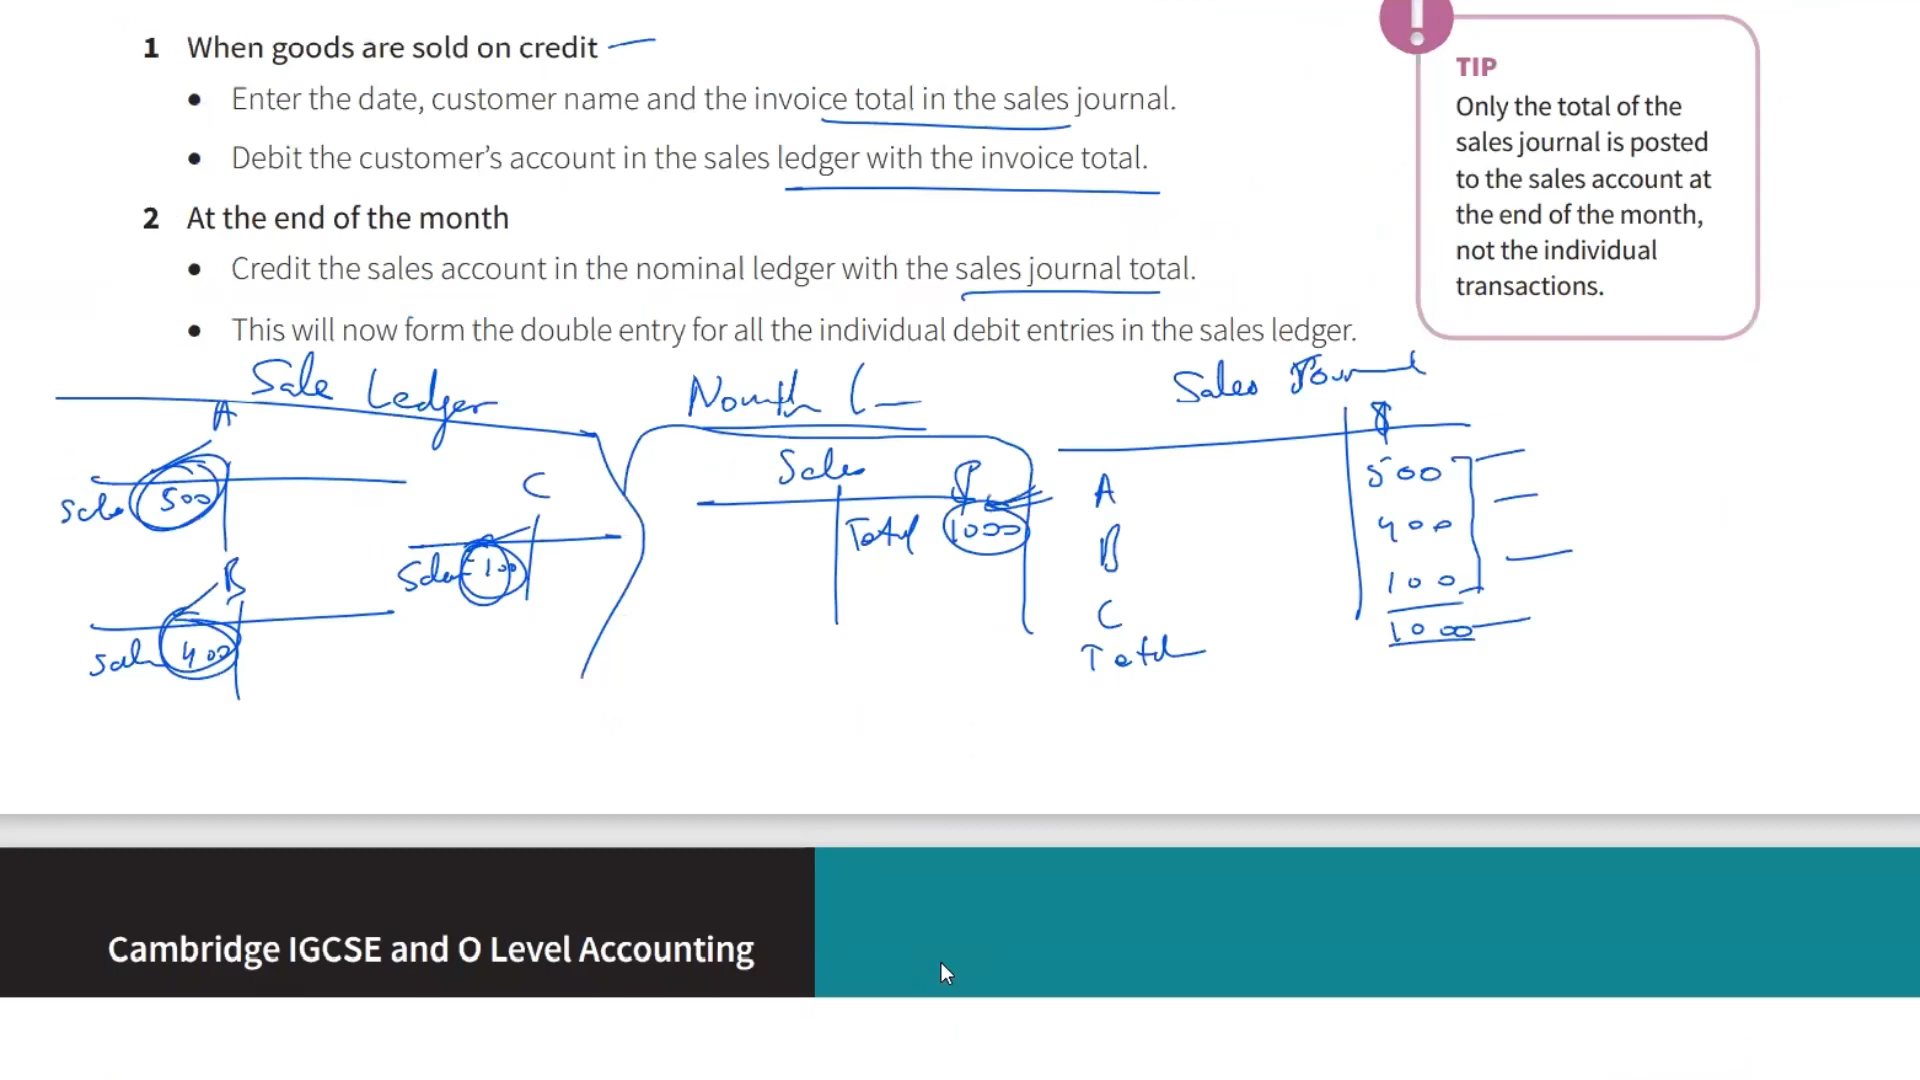 1 When goods are sold on credit
• Enter the date, customer name and the invoice total in the sales journal.
• Debit the customer's account in the sales ledger with the invoice total.
2 At the end of the month
• Credit the sales account in the nominal ledger with the sales journal total.
• This will now form the double entry for all the individual debit entries in the sales ledger.
TIP
Only the total of the
sales journal is posted
to the sales account at
the end of the month,
not the individual
transactions.
Sale Ledger
A
500
C
100
B
400
Sales
$
Total 1000
Sales Journal
$
A 500
B 400
C 100
Total 1000
Cambridge IGCSE and O Level Accounting